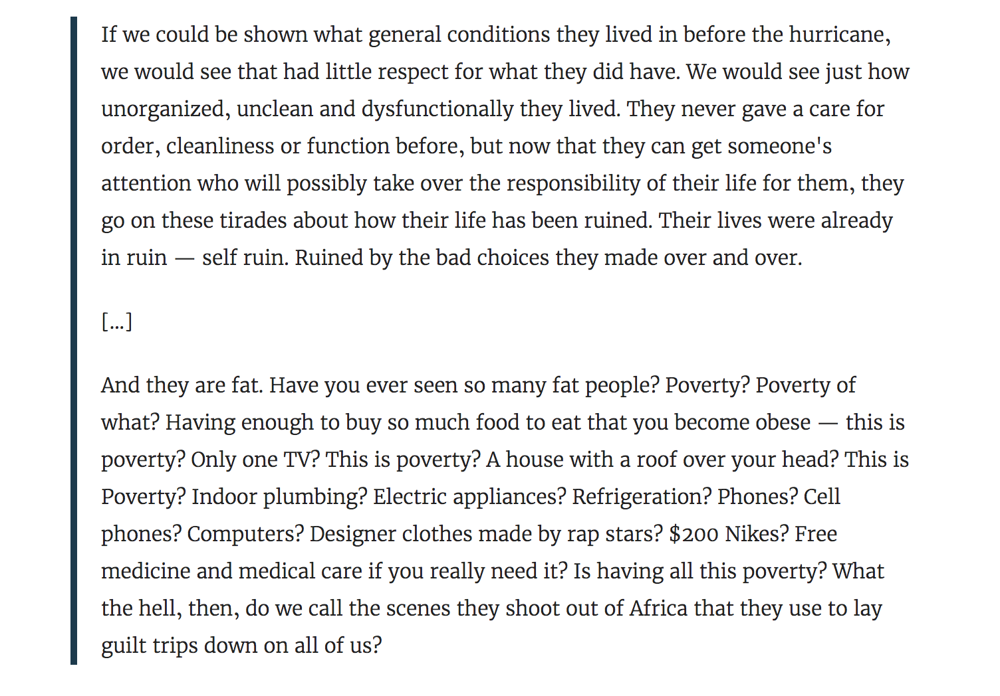 If we could be shown what general conditions they lived in before the hurricane,
we would see that had little respect for what they did have. We would see just how
unorganized, unclean and dysfunctionally they lived. They never gave a care for
order, cleanliness or function before, but now that they can get someone's
attention who will possibly take over the responsibility of their life for them, they
go on these tirades about how their life has been ruined. Their lives were already
in ruin — self ruin. Ruined by the bad choices they made over and over.
[...]
And they are fat. Have you ever seen so many fat people? Poverty? Poverty of
what? Having enough to buy so much food to eat that you become obese — this is
poverty? Only one TV? This is poverty? A house with a roof over your head? This is
Poverty? Indoor plumbing? Electric appliances? Refrigeration? Phones? Cell
phones? Computers? Designer clothes made by rap stars? $200 Nikes? Free
medicine and medical care if you really need it? Is having all this poverty? What
the hell, then, do we call the scenes they shoot out of Africa that they use to lay
guilt trips down on all of us?